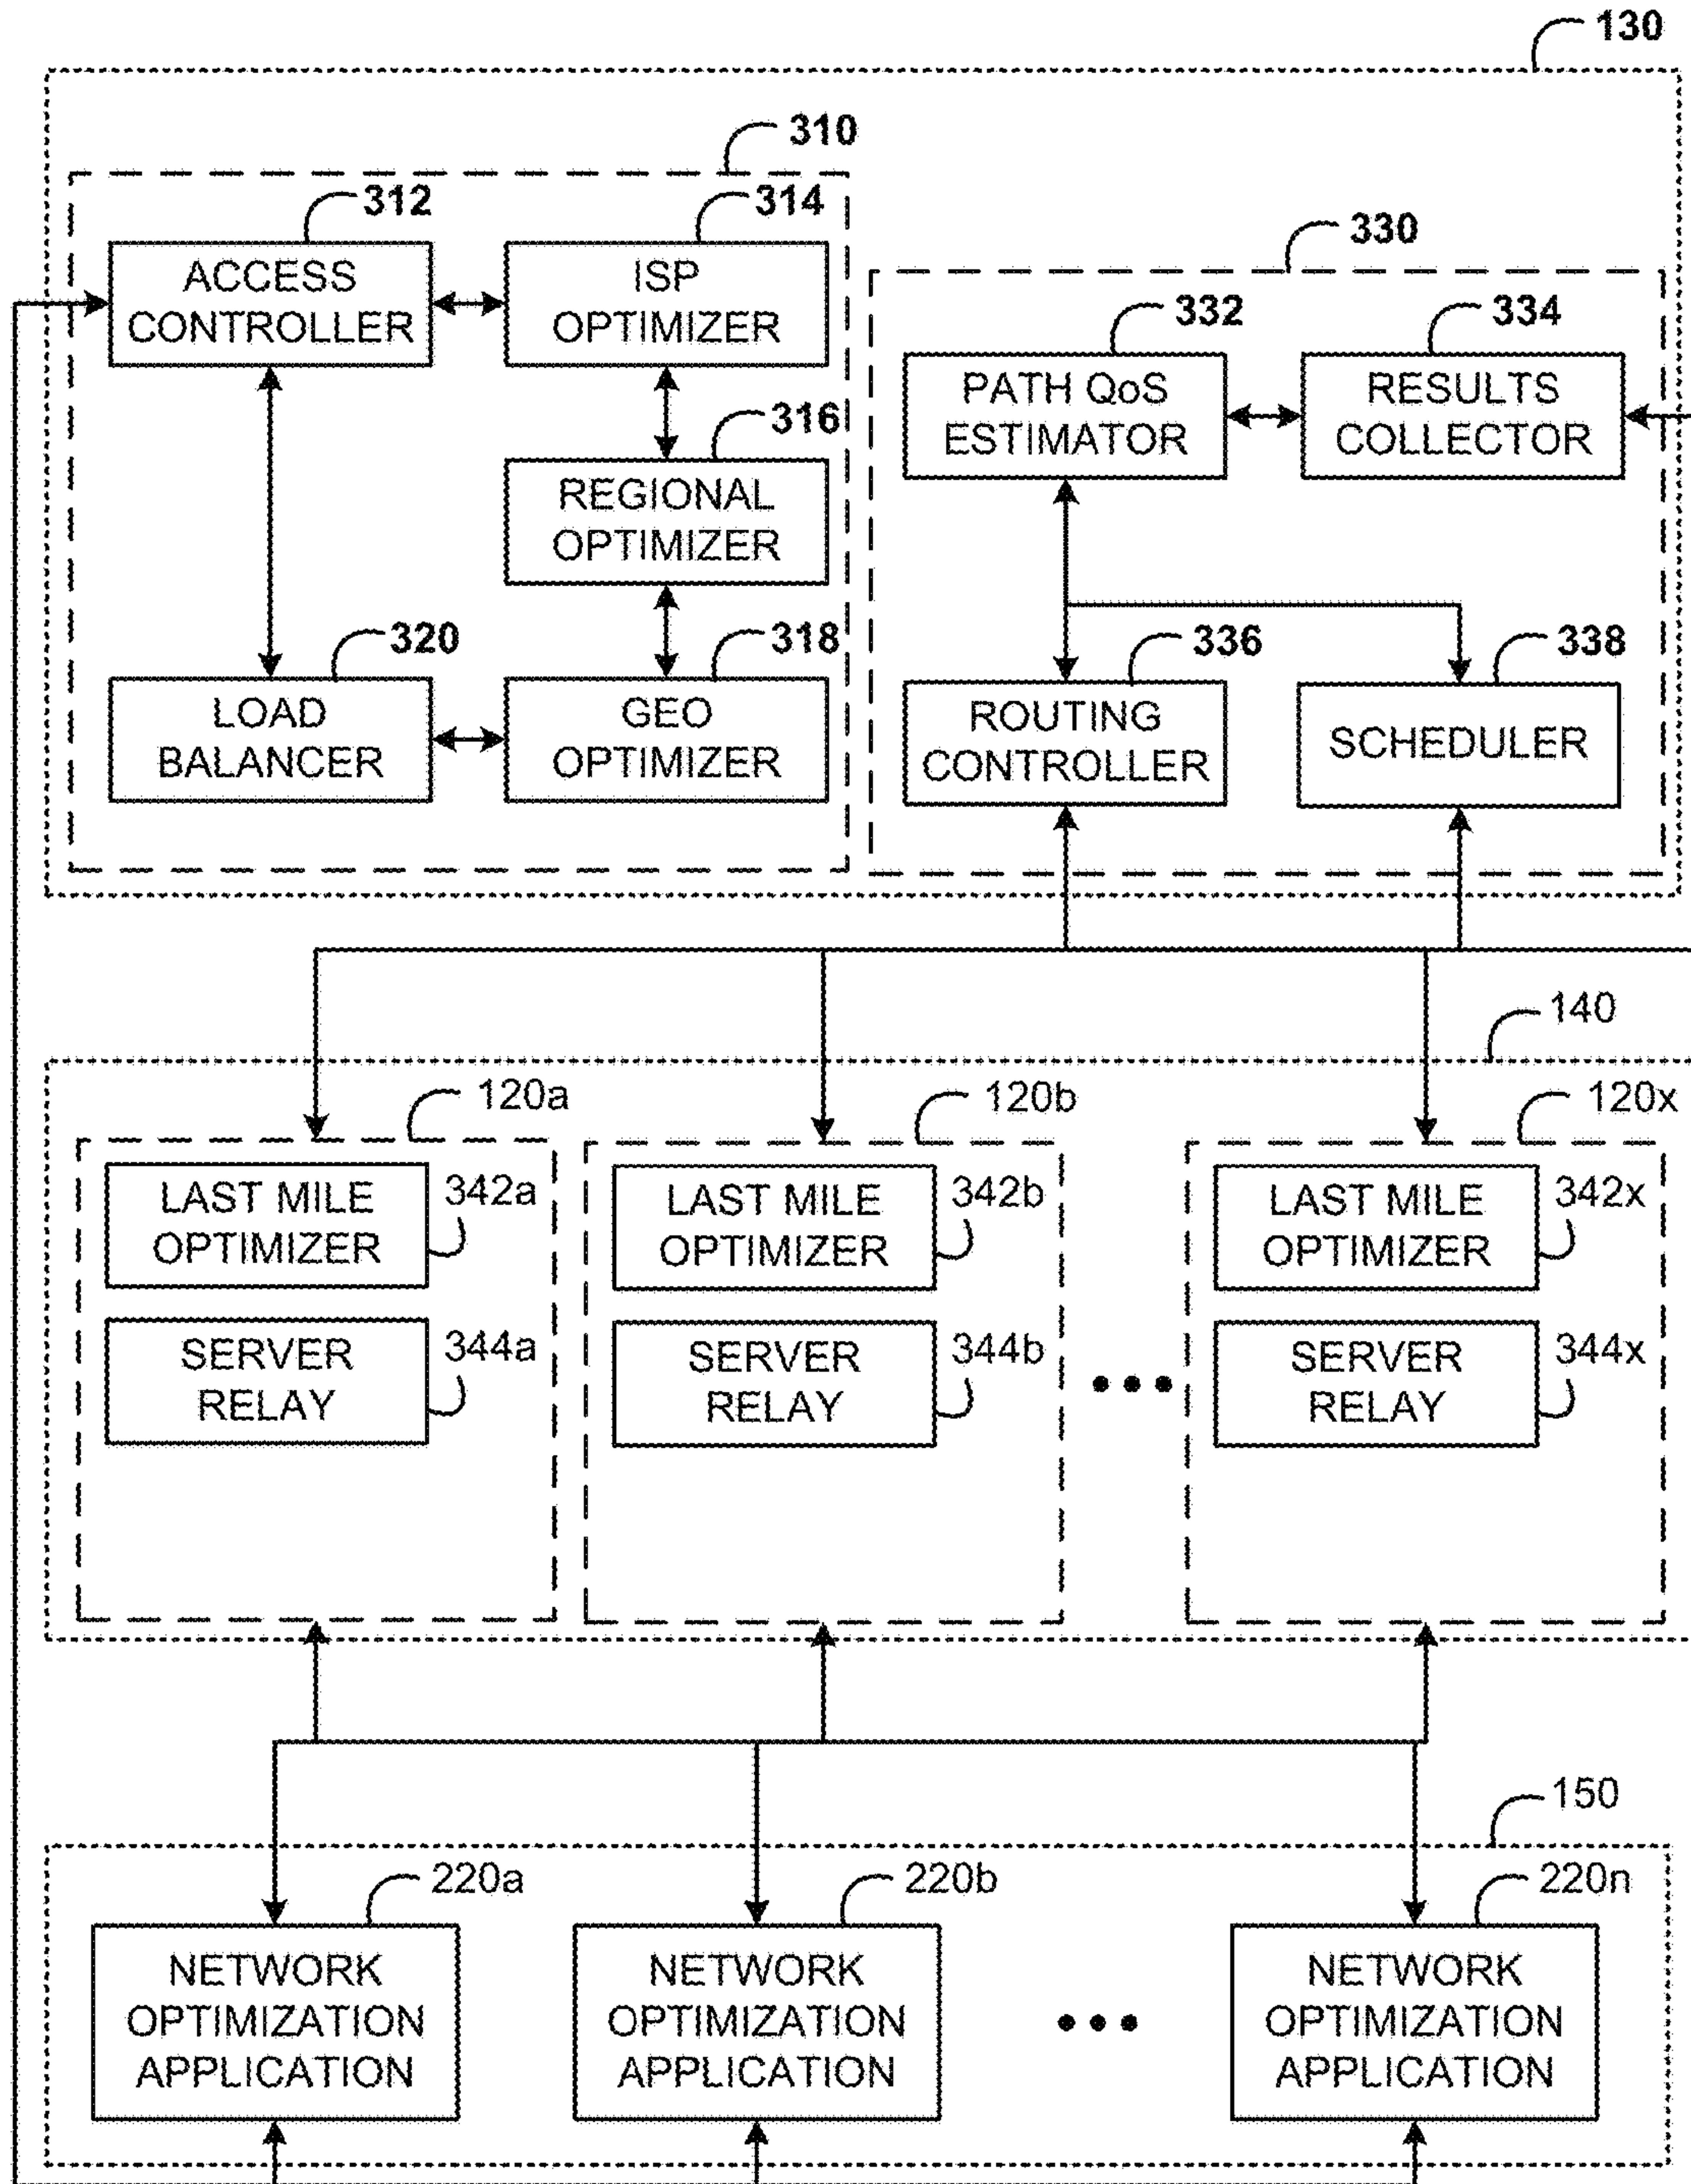 130
310
312
314
ACCESS
CONTROLLER
ISP
OPTIMIZER
330
332
334
PATH QoS
ESTIMATOR
RESULTS
COLLECTOR
316
REGIONAL
OPTIMIZER
320
318
336
338
LOAD
BALANCER
GEO
OPTIMIZER
ROUTING
CONTROLLER
SCHEDULER
140
120a
120b
120x
LAST MILE
OPTIMIZER
342a
LAST MILE
OPTIMIZER
342b
LAST MILE
OPTIMIZER
342x
SERVER
RELAY
344a
SERVER
RELAY
344b
SERVER
RELAY
344x
150
220a
220b
220n
NETWORK
OPTIMIZATION
APPLICATION
NETWORK
OPTIMIZATION
APPLICATION
NETWORK
OPTIMIZATION
APPLICATION